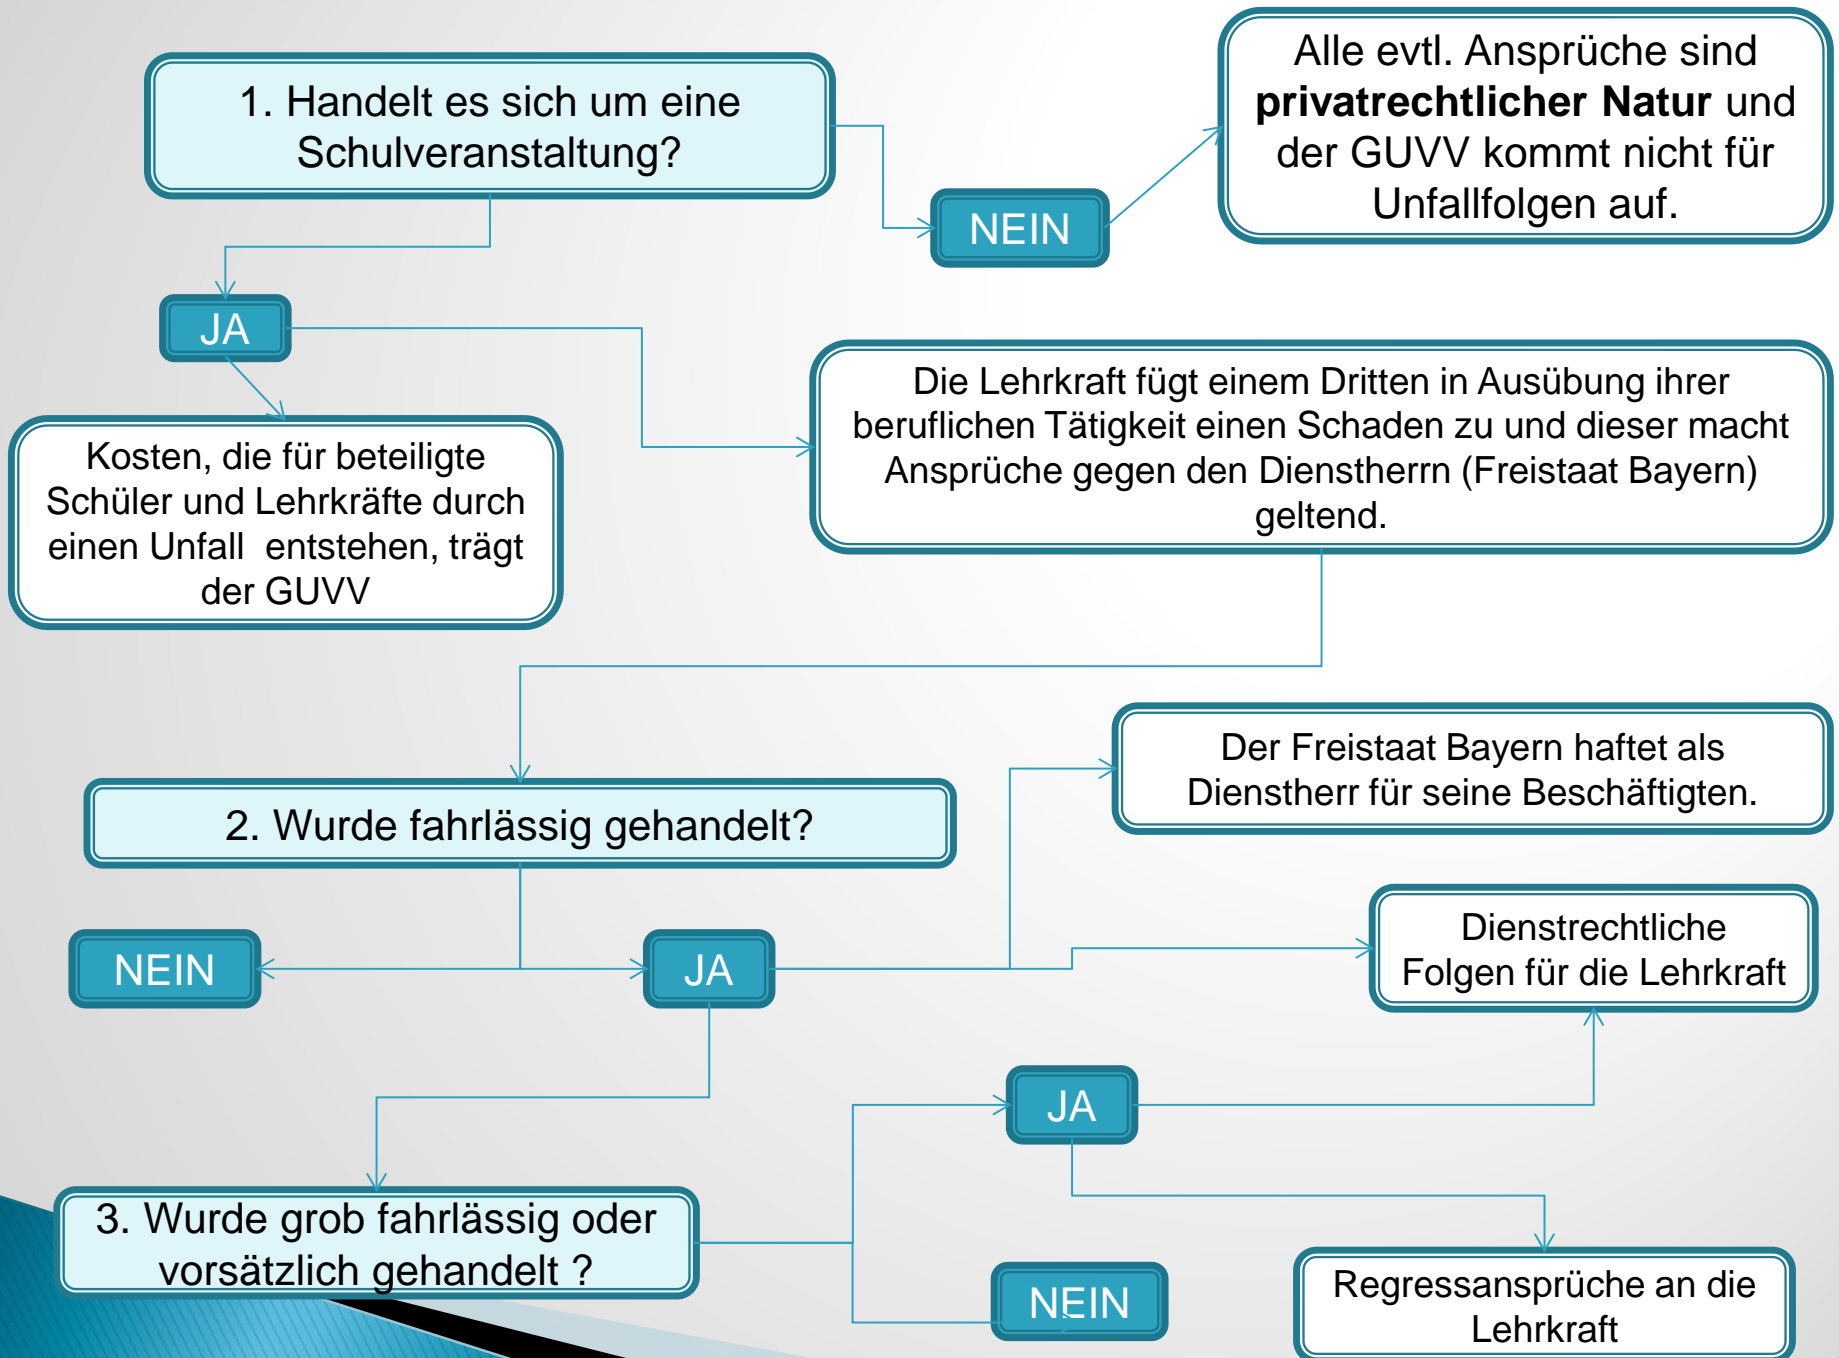 1. Handelt es sich um eine
Schulveranstaltung?
NEIN
Alle evtl. Ansprüche sind
privatrechtlicher Natur und
der GUVV kommt nicht für
Unfallfolgen auf.
JA
Kosten, die für beteiligte
Schüler und Lehrkräfte durch
einen Unfall  entstehen, trägt
der GUVV
Die Lehrkraft fügt einem Dritten in Ausübung ihrer
beruflichen Tätigkeit einen Schaden zu und dieser macht
Ansprüche gegen den Dienstherrn (Freistaat Bayern)
geltend.
2. Wurde fahrlässig gehandelt?
Der Freistaat Bayern haftet als
Dienstherr für seine Beschäftigten.
NEIN
JA
Dienstrechtliche
Folgen für die Lehrkraft
3. Wurde grob fahrlässig oder
vorsätzlich gehandelt ?
JA
NEIN
Regressansprüche an die
Lehrkraft